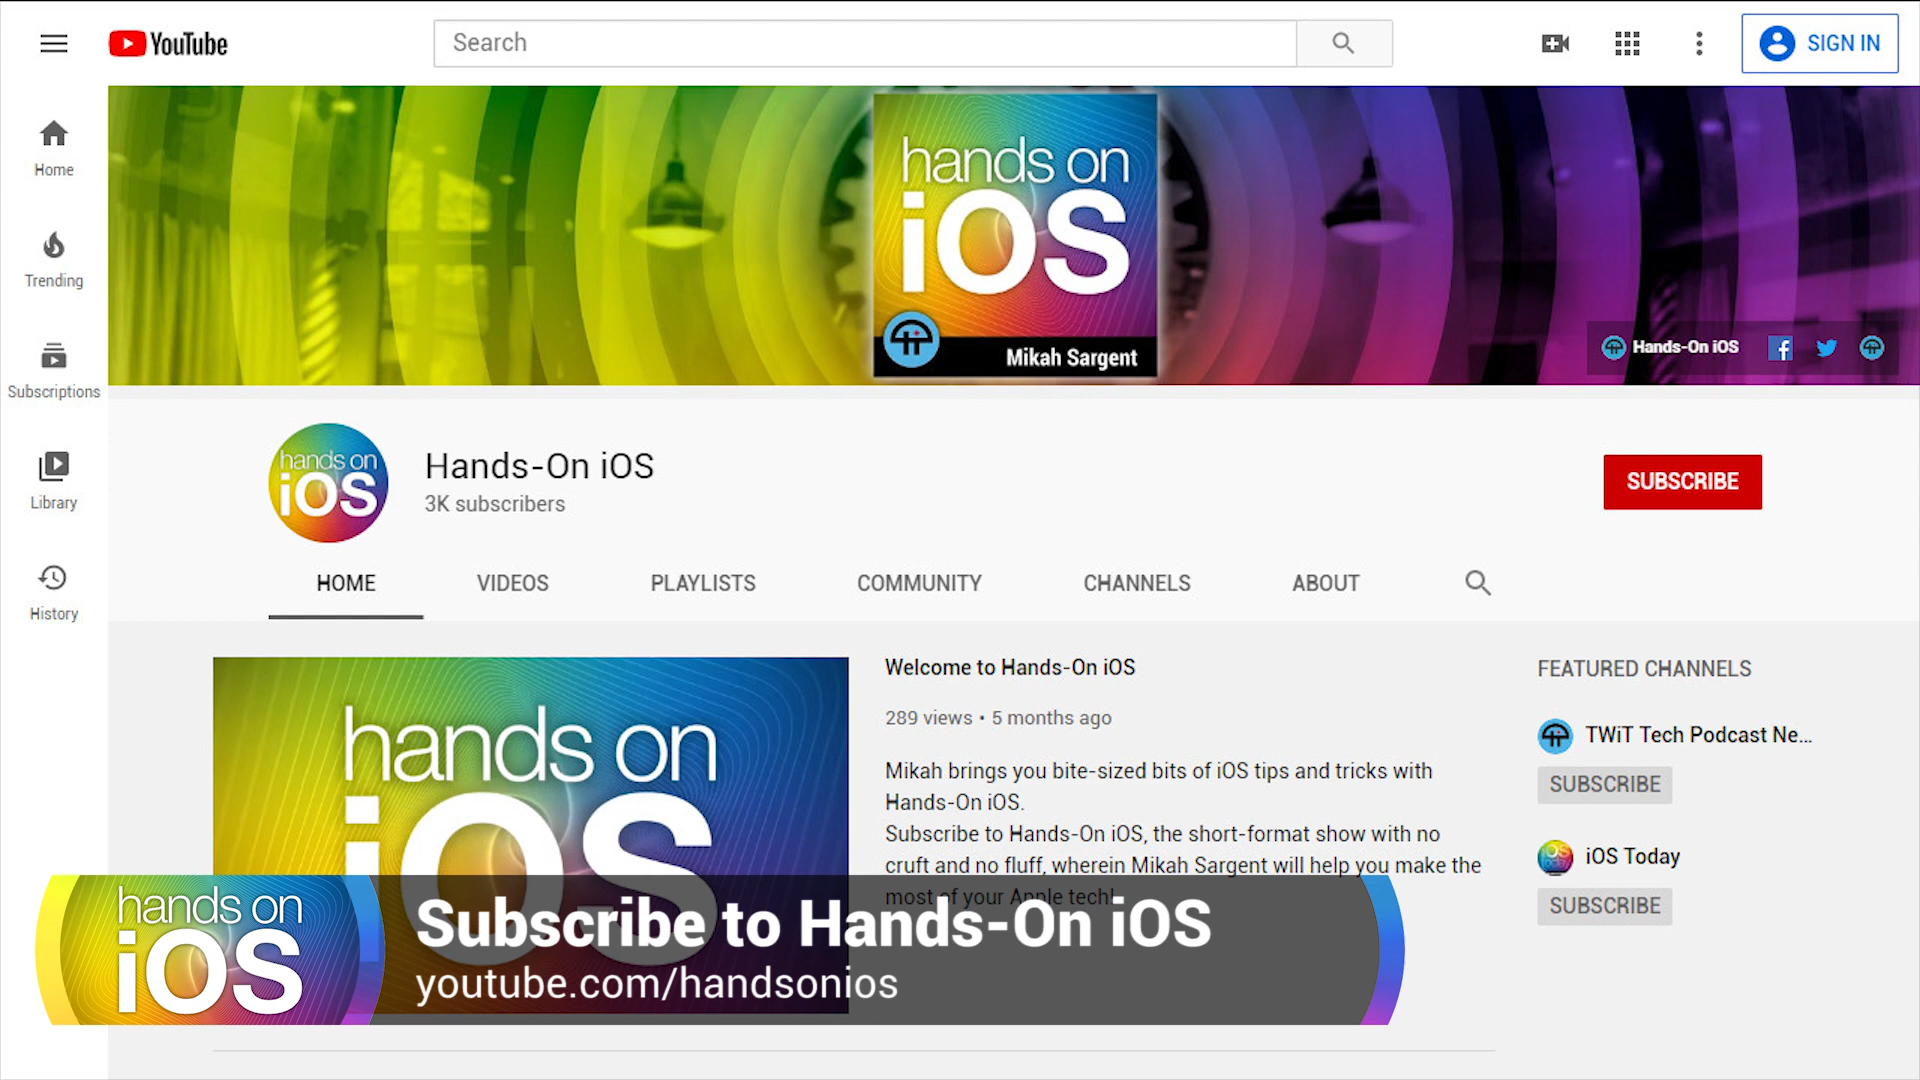 YouTube
Search
SIGN IN
Home
Trending
Subscriptions
Library
History
hands on
iOS
Mikah Sargent
Hands-On iOS
hands on
iOS
Hands-On iOS
3K subscribers
SUBSCRIBE
HOME
VIDEOS
PLAYLISTS
COMMUNITY
CHANNELS
ABOUT
hands on
iOS
Welcome to Hands-On iOS
289 views • 5 months ago
Mikah brings you bite-sized bits of iOS tips and tricks with
Hands-On iOS.
Subscribe to Hands-On iOS, the short-format show with no
cruft and no fluff, wherein Mikah Sargent will help you make the
most of your Apple tech!
FEATURED CHANNELS
TWiT Tech Podcast Ne...
SUBSCRIBE
iOS Today
SUBSCRIBE
hands on
iOS
Subscribe to Hands-On iOS
youtube.com/handsonios